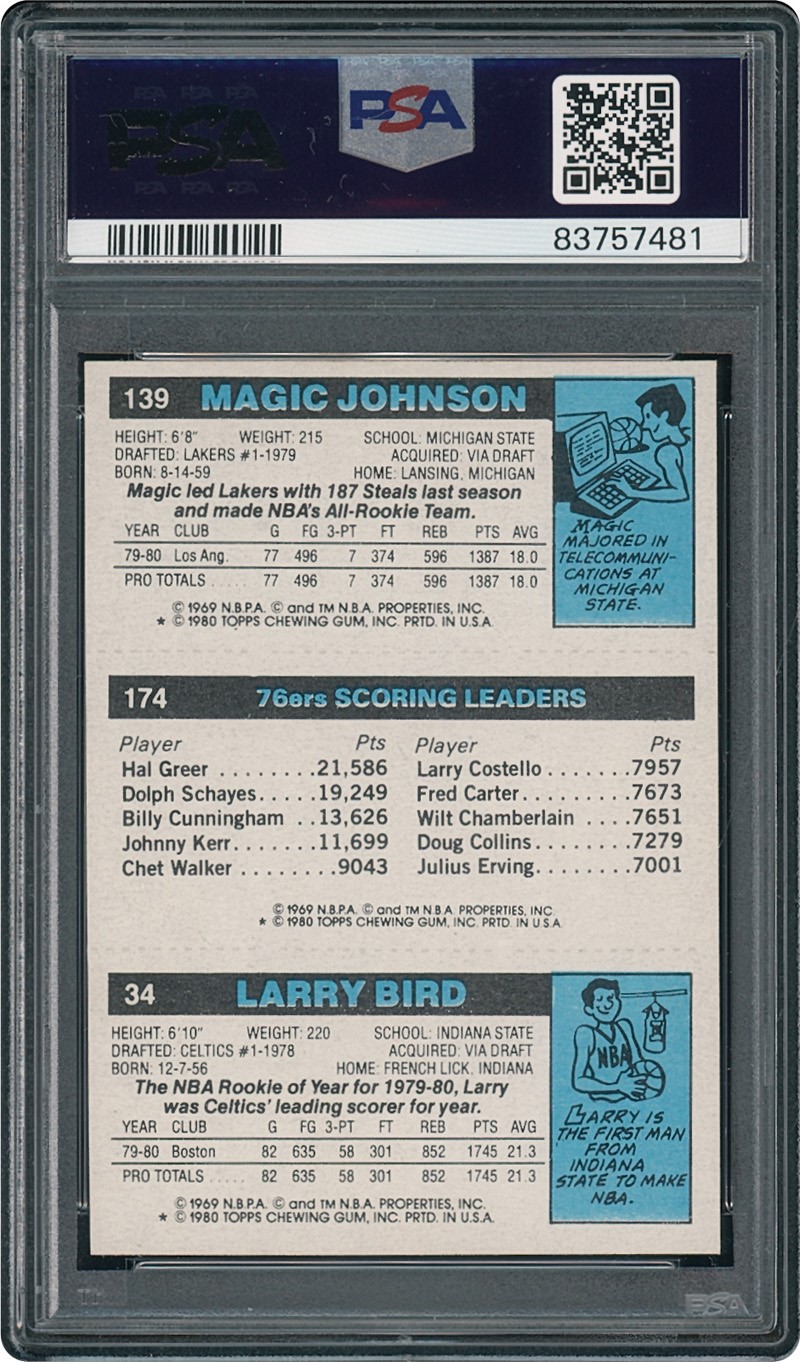 PSA PSA PSA
PSA
PSA PSA PSA
PSA
83757481
139 MAGIC JOHNSON
HEIGHT: 6'8" WEIGHT: 215 SCHOOL: MICHIGAN STATE
DRAFTED: LAKERS #1-1979 ACQUIRED: VIA DRAFT
BORN: 8-14-59 HOME: LANSING, MICHIGAN
Magic led Lakers with 187 Steals last season
and made NBA's All-Rookie Team.
YEAR CLUB G FG 3-PT FT REB PTS AVG
79-80 Los Ang. 77 496 7 374 596 1387 18.0
PRO TOTALS ..... 77 496 7 374 596 1387 18.0
© 1969 N.B.P.A. © and TM N.B.A. PROPERTIES, INC.
* © 1980 TOPPS CHEWING GUM, INC. PRTD. IN U.S.A.
MAGIC
MAJORED IN
TELECOMMUNI-
CATIONS AT
MICHIGAN
STATE.
174 76ers SCORING LEADERS
Player Pts Player Pts
Hal Greer ........21,586 Larry Costello.......7957
Dolph Schayes.....19,249 Fred Carter.........7673
Billy Cunningham ..13,626 Wilt Chamberlain ....7651
Johnny Kerr.......11,699 Doug Collins........7279
Chet Walker ........9043 Julius Erving........7001
© 1969 N.B.P.A. © and TM N.B.A. PROPERTIES, INC.
* © 1980 TOPPS CHEWING GUM, INC. PRTD. IN U.S.A.
34 LARRY BIRD
HEIGHT: 6'10" WEIGHT: 220 SCHOOL: INDIANA STATE
DRAFTED: CELTICS #1-1978 ACQUIRED: VIA DRAFT
BORN: 12-7-56 HOME: FRENCH LICK, INDIANA
The NBA Rookie of Year for 1979-80, Larry
was Celtics' leading scorer for year.
YEAR CLUB G FG 3-PT FT REB PTS AVG
79-80 Boston 82 635 58 301 852 1745 21.3
PRO TOTALS ..... 82 635 58 301 852 1745 21.3
© 1969 N.B.P.A. © and TM N.B.A. PROPERTIES, INC.
* © 1980 TOPPS CHEWING GUM, INC. PRTD. IN U.S.A.
NBA
LARRY IS
THE FIRST MAN
FROM
INDIANA
STATE TO MAKE
NBA.
PSA